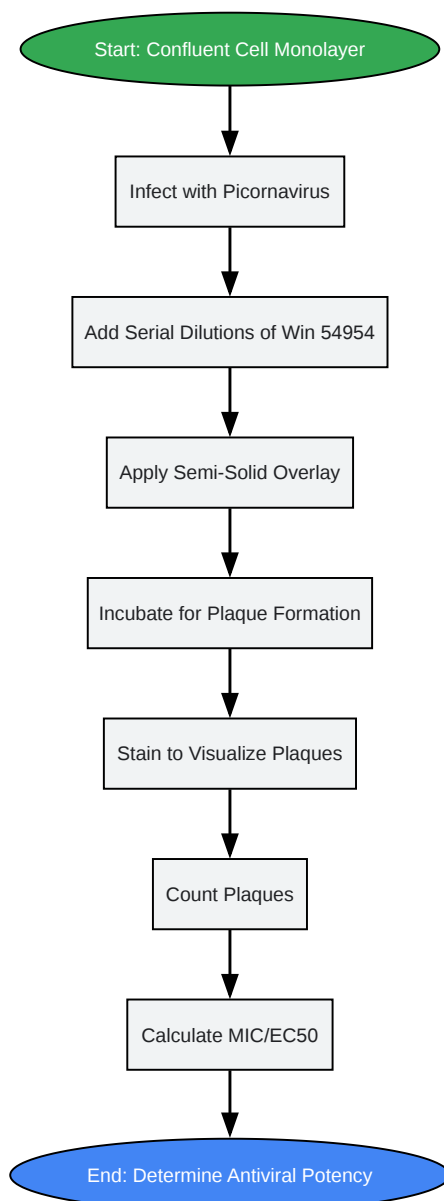 Start: Confluent Cell Monolayer
Infect with Picornavirus
Add Serial Dilutions of Win 54954
Apply Semi-Solid Overlay
Incubate for Plaque Formation
Stain to Visualize Plaques
Count Plaques
Calculate MIC/EC50
End: Determine Antiviral Potency